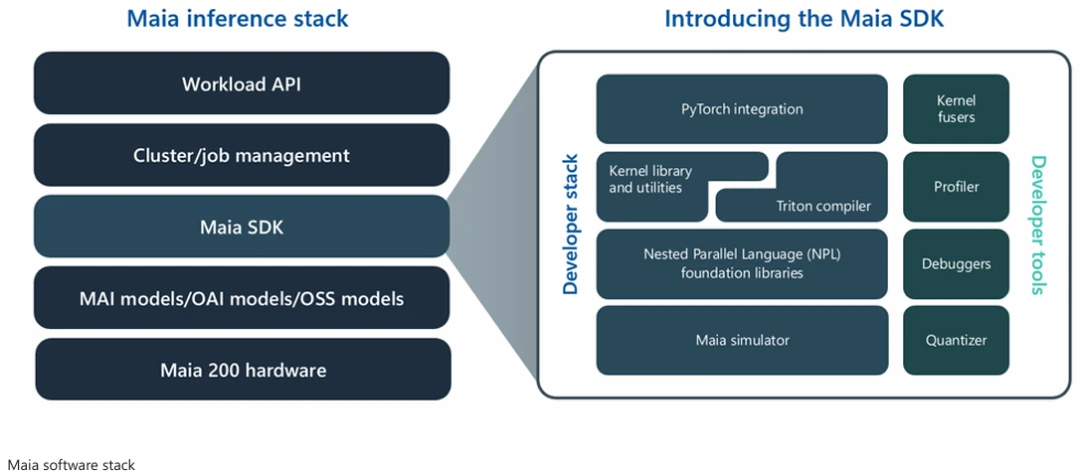 Maia inference stack
Workload API
Cluster/job management
Maia SDK
MAI models/OAI models/OSS models
Maia 200 hardware
Introducing the Maia SDK
Developer stack
PyTorch integration
Kernel library
and utilities
Triton compiler
Nested Parallel Language (NPL)
foundation libraries
Maia simulator
Kernel
fusers
Profiler
Debuggers
Quantizer
Developer tools
Maia software stack